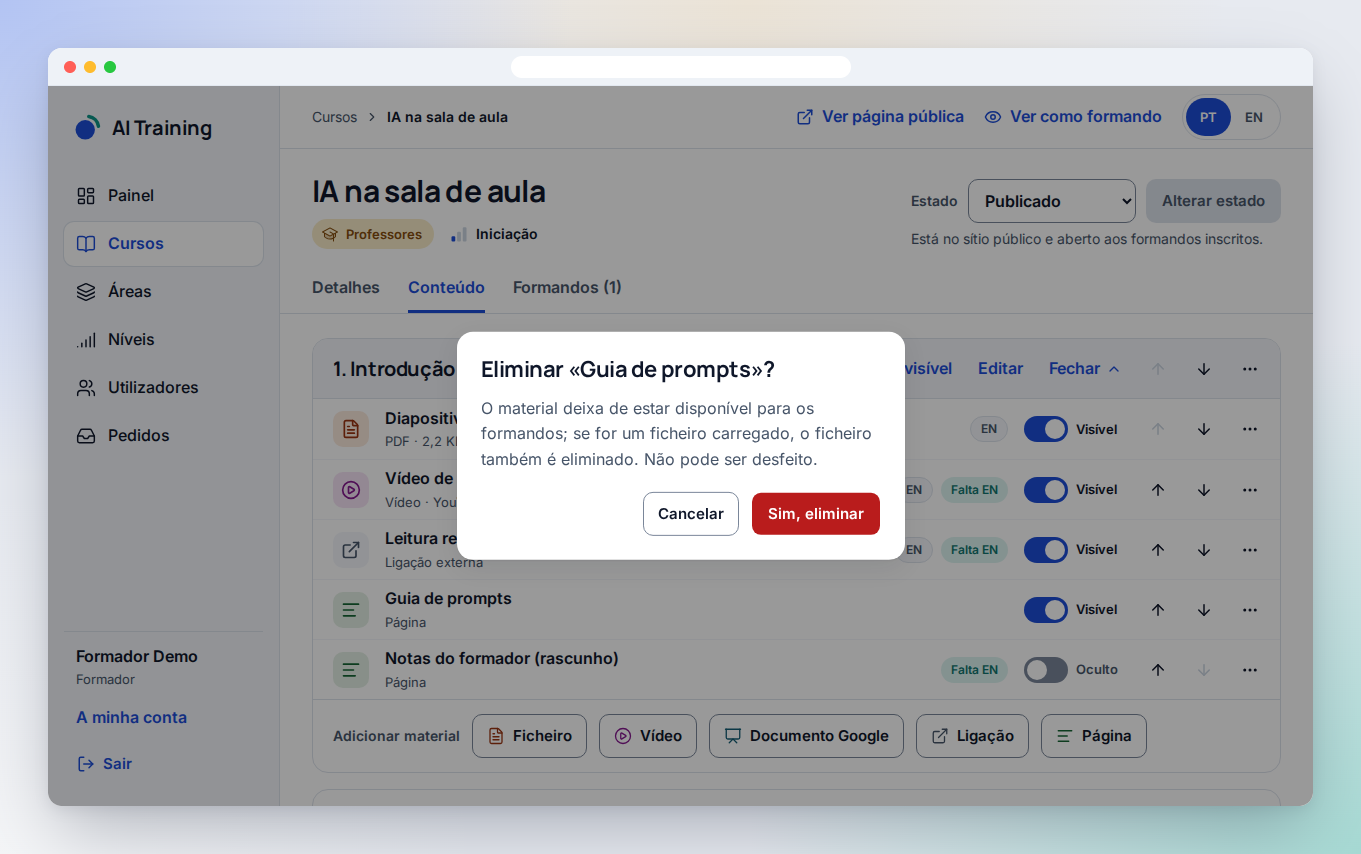 AI Training
Painel
Cursos
Áreas
Níveis
Utilizadores
Pedidos
Formador Demo
Formador
A minha conta
Sair
Cursos > IA na sala de aula
Ver página pública
Ver como formando
PT
EN
IA na sala de aula
Professores
Iniciação
Estado
Publicado
Alterar estado
Está no sítio público e aberto aos formandos inscritos.
Detalhes
Conteúdo
Formandos (1)
1. Introdução
Editar
Fechar
EN
Visível
PDF · 2,2
Vídeo de
Vídeo ·
EN
Falta EN
Visível
Leitura
Ligação externa
EN
Falta EN
Visível
Guia de prompts
Página
Visível
Notas do formador (rascunho)
Página
Falta EN
Oculto
Adicionar material
Ficheiro
Vídeo
Documento Google
Ligação
Página
Eliminar «Guia de prompts»?
O material deixa de estar disponível para os
formandos; se for um ficheiro carregado, o ficheiro
também é eliminado. Não pode ser desfeito.
Cancelar
Sim, eliminar